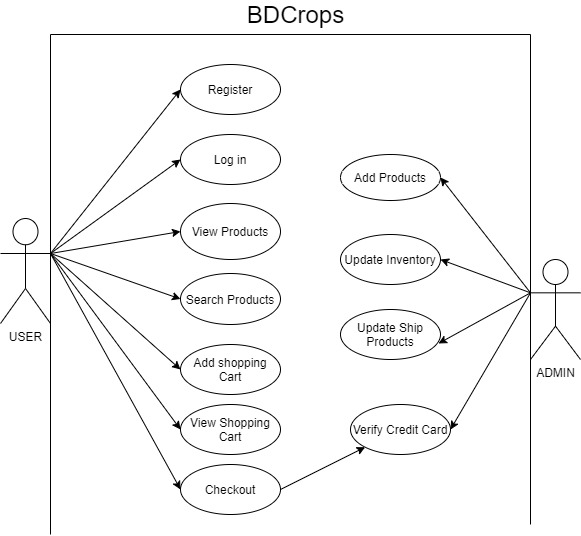 BDCrops
Register
Log in
View Products
Search Products
Add shopping
Cart
View Shopping
Cart
Checkout
Add Products
Update Inventory
Update Ship
Products
Verify Credit Card
USER
ADMIN